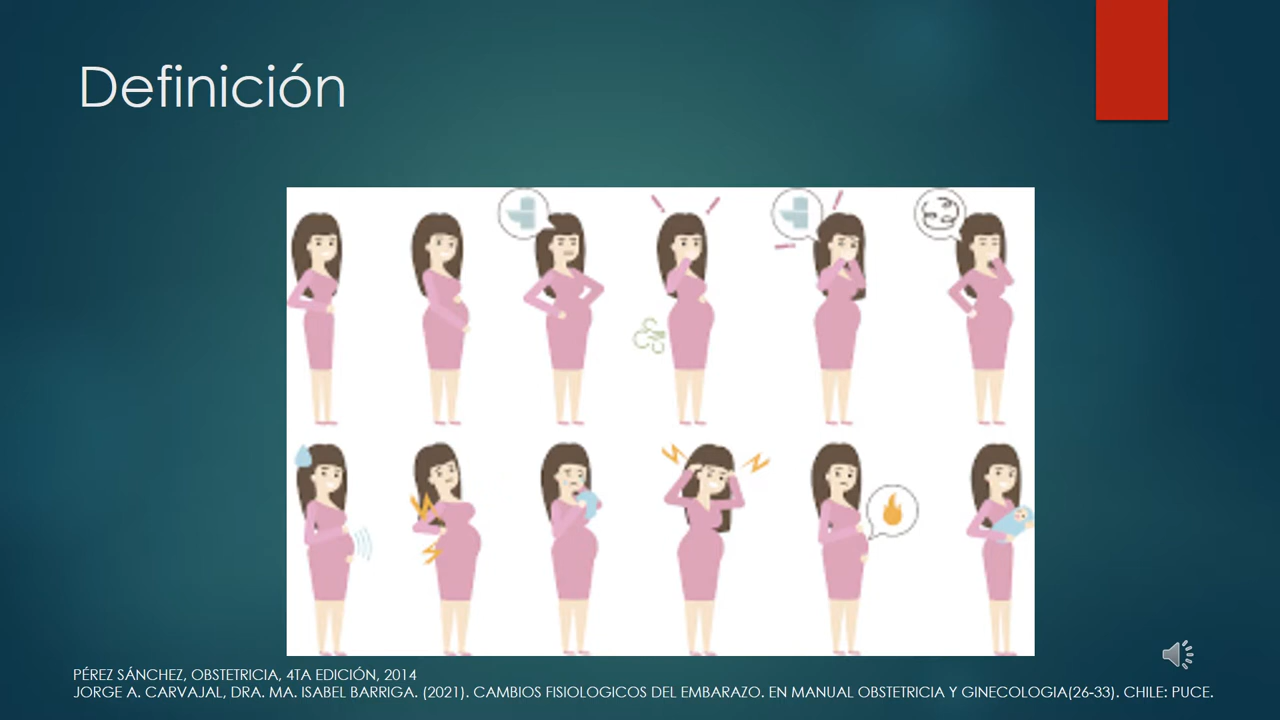 Definición
PÉREZ SÁNCHEZ, OBSTETRICIA, 4TA EDICIÓN, 2014
JORGE A. CARVAJAL, DRA. MA. ISABEL BARRIGA. (2021). CAMBIOS FISIOLOGICOS DEL EMBARAZO. EN MANUAL OBSTETRICIA Y GINECOLOGIA(26-33). CHILE: PUCE.